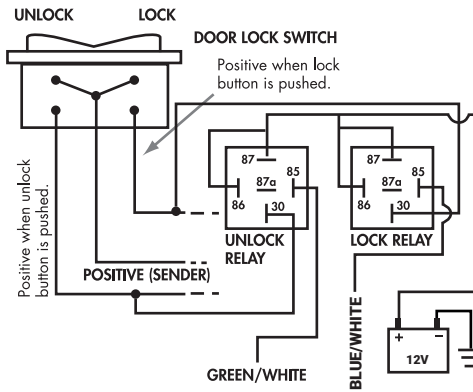 UNLOCK LOCK
DOOR LOCK SWITCH
Positive when lock
button is pushed.
Positive when unlock
button is pushed.
87
87a
85
86
30
UNLOCK
RELAY
87
87a
85
86
30
LOCK RELAY
POSITIVE (SENDER)
GREEN/WHITE
BLUE/WHITE
+ –
12V